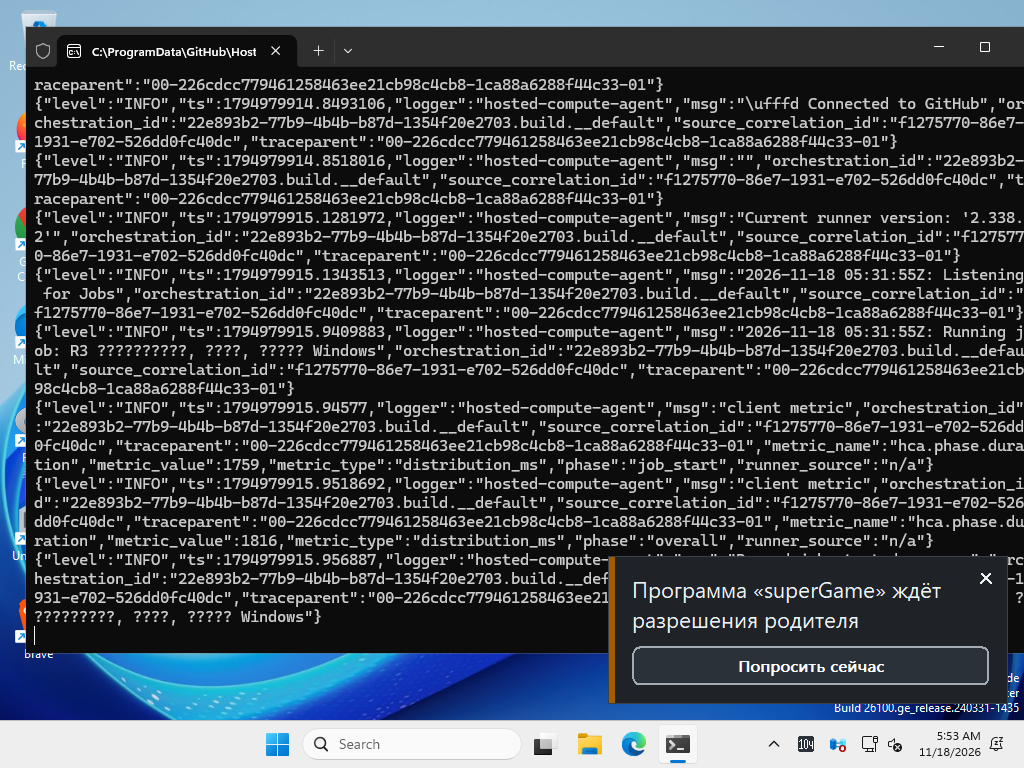 C:\ProgramData\GitHub\Host
raceparent":"00-226cdcc779461258463ee21cb98c4cb8-1ca88a6288f44c33-01"}
{"level":"INFO","ts":1794979914.8493106,"logger":"hosted-compute-agent","msg":"\ufffd Connected to GitHub","or
chestration_id":"22e893b2-77b9-4b4b-b87d-1354f20e2703.build.__default","source_correlation_id":"f1275770-86e7-
1931-e702-526dd0fc40dc","traceparent":"00-226cdcc779461258463ee21cb98c4cb8-1ca88a6288f44c33-01"}
{"level":"INFO","ts":1794979914.8518016,"logger":"hosted-compute-agent","msg":"","orchestration_id":"22e893b2-
77b9-4b4b-b87d-1354f20e2703.build.__default","source_correlation_id":"f1275770-86e7-1931-e702-526dd0fc40dc","t
raceparent":"00-226cdcc779461258463ee21cb98c4cb8-1ca88a6288f44c33-01"}
{"level":"INFO","ts":1794979915.1281972,"logger":"hosted-compute-agent","msg":"Current runner version: '2.338.
2'","orchestration_id":"22e893b2-77b9-4b4b-b87d-1354f20e2703.build.__default","source_correlation_id":"f127577
0-86e7-1931-e702-526dd0fc40dc","traceparent":"00-226cdcc779461258463ee21cb98c4cb8-1ca88a6288f44c33-01"}
{"level":"INFO","ts":1794979915.1343513,"logger":"hosted-compute-agent","msg":"2026-11-18 05:31:55Z: Listening
for Jobs","orchestration_id":"22e893b2-77b9-4b4b-b87d-1354f20e2703.build.__default","source_correlation_id":"
f1275770-86e7-1931-e702-526dd0fc40dc","traceparent":"00-226cdcc779461258463ee21cb98c4cb8-1ca88a6288f44c33-01"}
{"level":"INFO","ts":1794979915.9409883,"logger":"hosted-compute-agent","msg":"2026-11-18 05:31:55Z: Running j
ob: R3 ??????????, ????, ????? Windows","orchestration_id":"22e893b2-77b9-4b4b-b87d-1354f20e2703.build.__defau
lt","source_correlation_id":"f1275770-86e7-1931-e702-526dd0fc40dc","traceparent":"00-226cdcc779461258463ee21cb
98c4cb8-1ca88a6288f44c33-01"}
{"level":"INFO","ts":1794979915.94577,"logger":"hosted-compute-agent","msg":"client metric","orchestration_id"
:"22e893b2-77b9-4b4b-b87d-1354f20e2703.build.__default","source_correlation_id":"f1275770-86e7-1931-e702-526dd
0fc40dc","traceparent":"00-226cdcc779461258463ee21cb98c4cb8-1ca88a6288f44c33-01","metric_name":"hca.phase.dura
tion","metric_value":1759,"metric_type":"distribution_ms","phase":"job_start","runner_source":"n/a"}
{"level":"INFO","ts":1794979915.9518692,"logger":"hosted-compute-agent","msg":"client metric","orchestration_i
d":"22e893b2-77b9-4b4b-b87d-1354f20e2703.build.__default","source_correlation_id":"f1275770-86e7-1931-e702-526
dd0fc40dc","traceparent":"00-226cdcc779461258463ee21cb98c4cb8-1ca88a6288f44c33-01","metric_name":"hca.phase.du
ration","metric_value":1816,"metric_type":"distribution_ms","phase":"overall","runner_source":"n/a"}
{"level":"INFO","ts":1794979915.956887,"logger":"hosted-compute-
hestration_id":"22e893b2-77b9-4b4b-b87d-1354f20e2703.build.__def
931-e702-526dd0fc40dc","traceparent":"00-226cdcc779461258463ee21
?????????, ????, ????? Windows"}
Программа «superGame» ждёт
разрешения родителя
Попросить сейчас
Brave
Build 26100.ge_release.240331-1435
Search
104
5:53 AM
11/18/2026